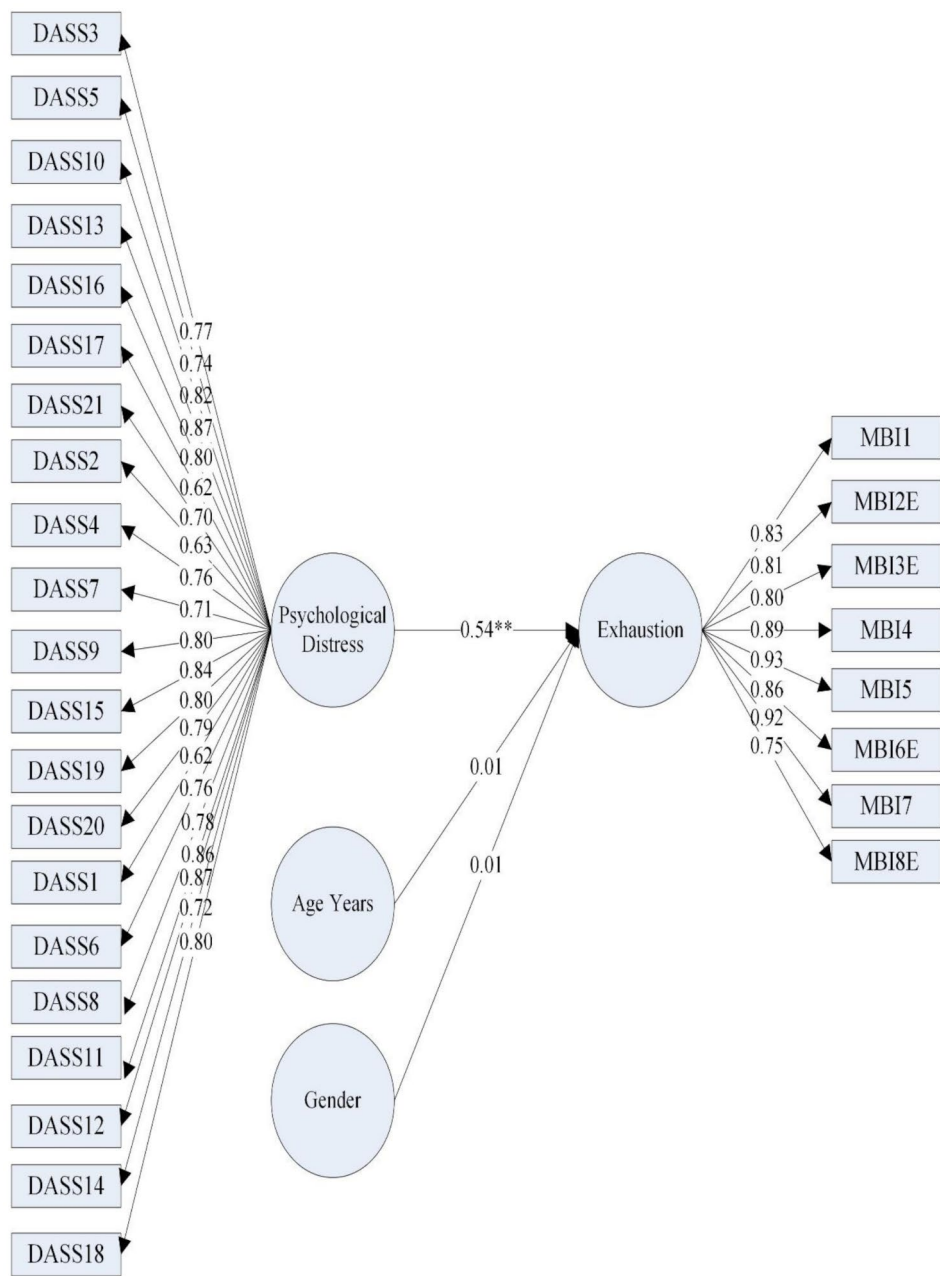 DASS3
DASS5
DASS10
DASS13
DASS16
DASS17
DASS21
DASS2
DASS4
DASS7
DASS9
DASS15
DASS19
DASS20
DASS1
DASS6
DASS8
DASS11
DASS12
DASS14
DASS18
0.77
0.74
0.82
0.87
0.80
0.62
0.70
0.63
0.76
0.71
0.80
0.84
0.80
0.79
0.62
0.76
0.78
0.86
0.87
0.72
0.80
Psychological
Distress
Age Years
Gender
0.54**
0.01
0.01
Exhaustion
0.83
0.81
0.80
0.89
0.93
0.86
0.92
0.75
MBI1
MBI2E
MBI3E
MBI4
MBI5
MBI6E
MBI7
MBI8E